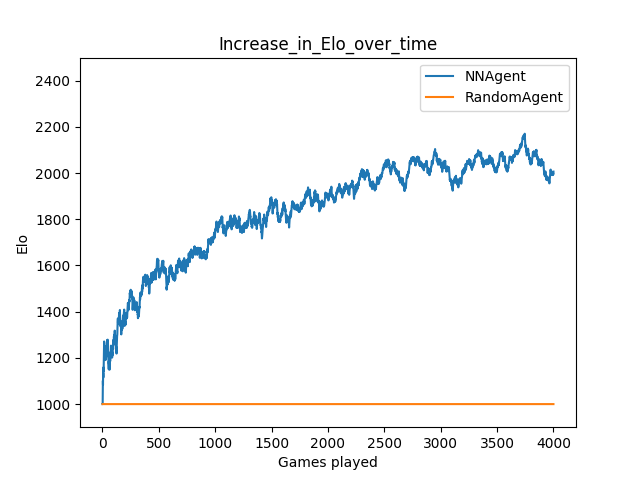 Increase_in_Elo_over_time
NNAgent
RandomAgent
2400
2200
2000
1800
1600
1400
1200
1000
Elo
0 500 1000 1500 2000 2500 3000 3500 4000
Games played